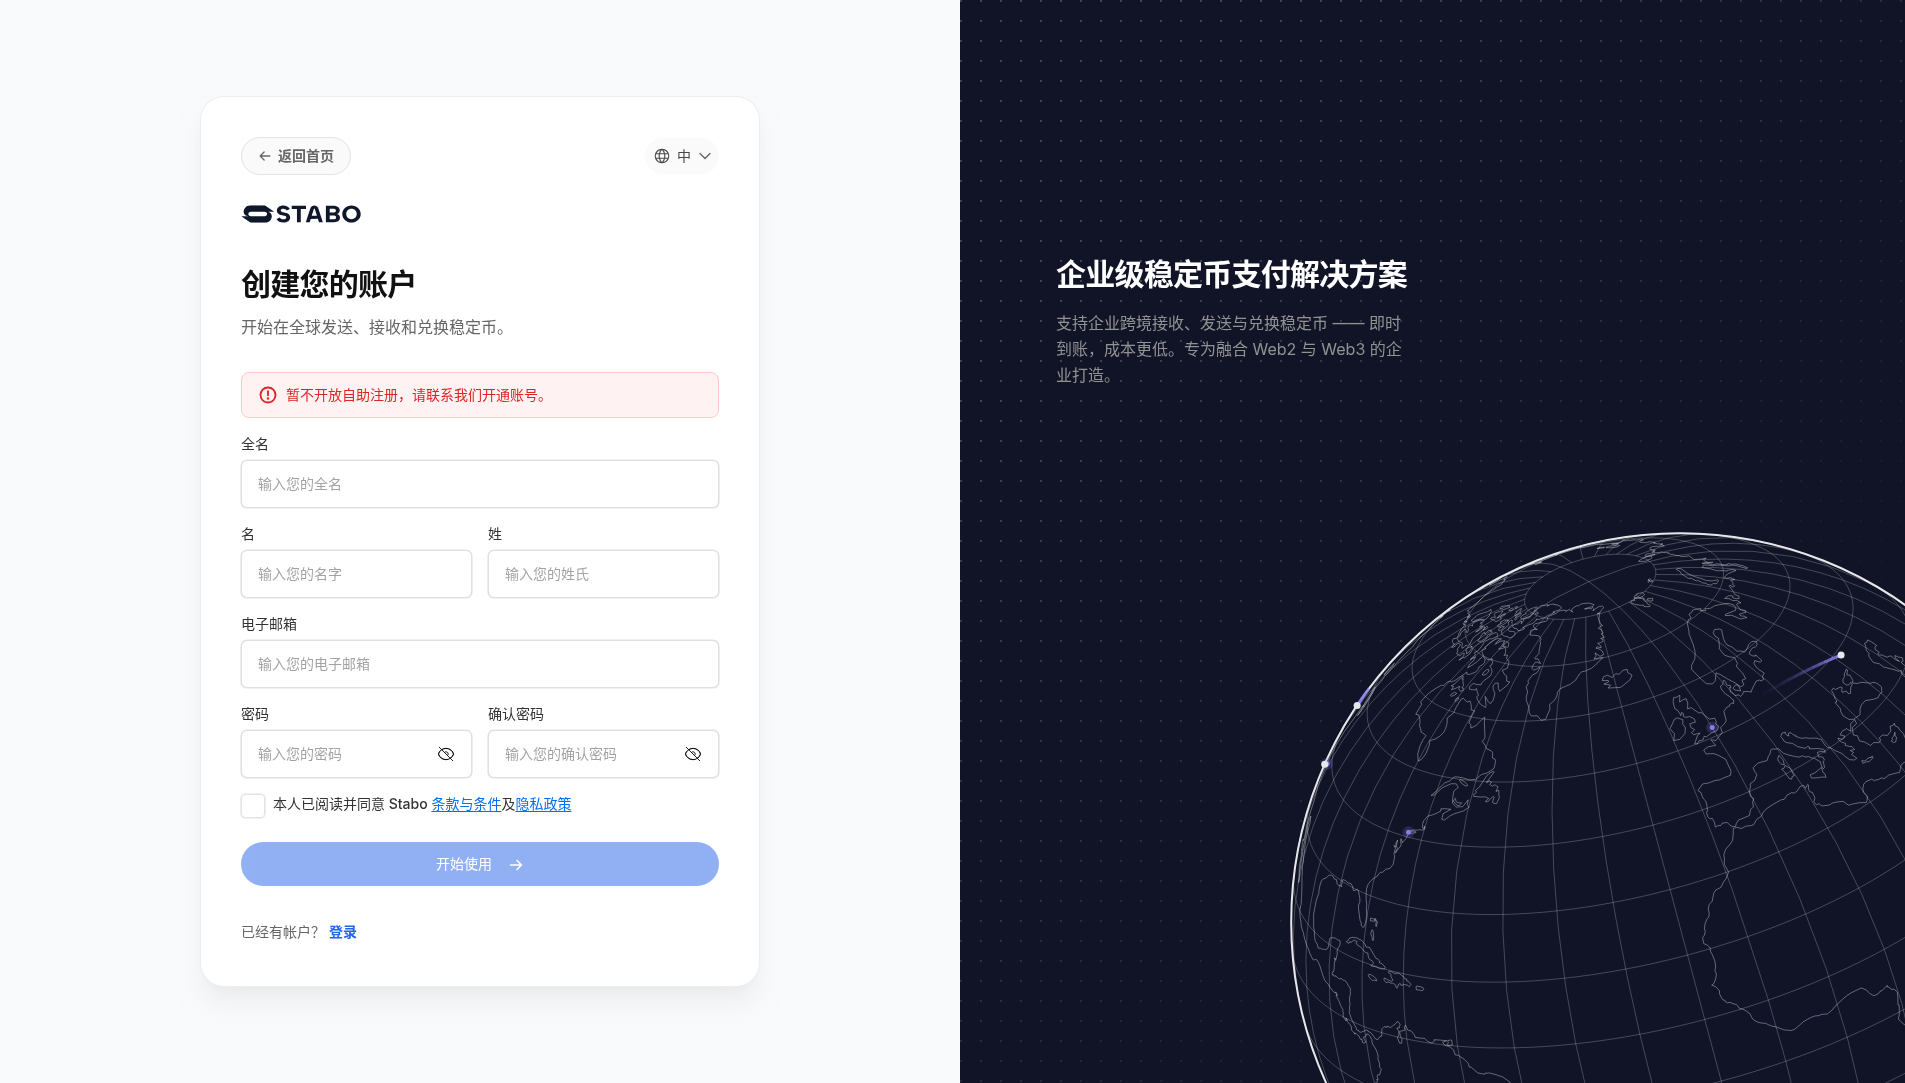 返回首页
中
STABO
创建您的账户
开始在全球发送、接收和兑换稳定币。
暂不开放自助注册，请联系我们开通账号。
全名
输入您的全名
名
姓
输入您的名字
输入您的姓氏
电子邮箱
输入您的电子邮箱
密码
确认密码
输入您的密码
输入您的确认密码
本人已阅读并同意 Stabo 条款与条件及隐私政策
开始使用
已经有帐户？ 登录
企业级稳定币支付解决方案
支持企业跨境接收、发送与兑换稳定币 —— 即时
到账，成本更低。专为融合 Web2 与 Web3 的企
业打造。